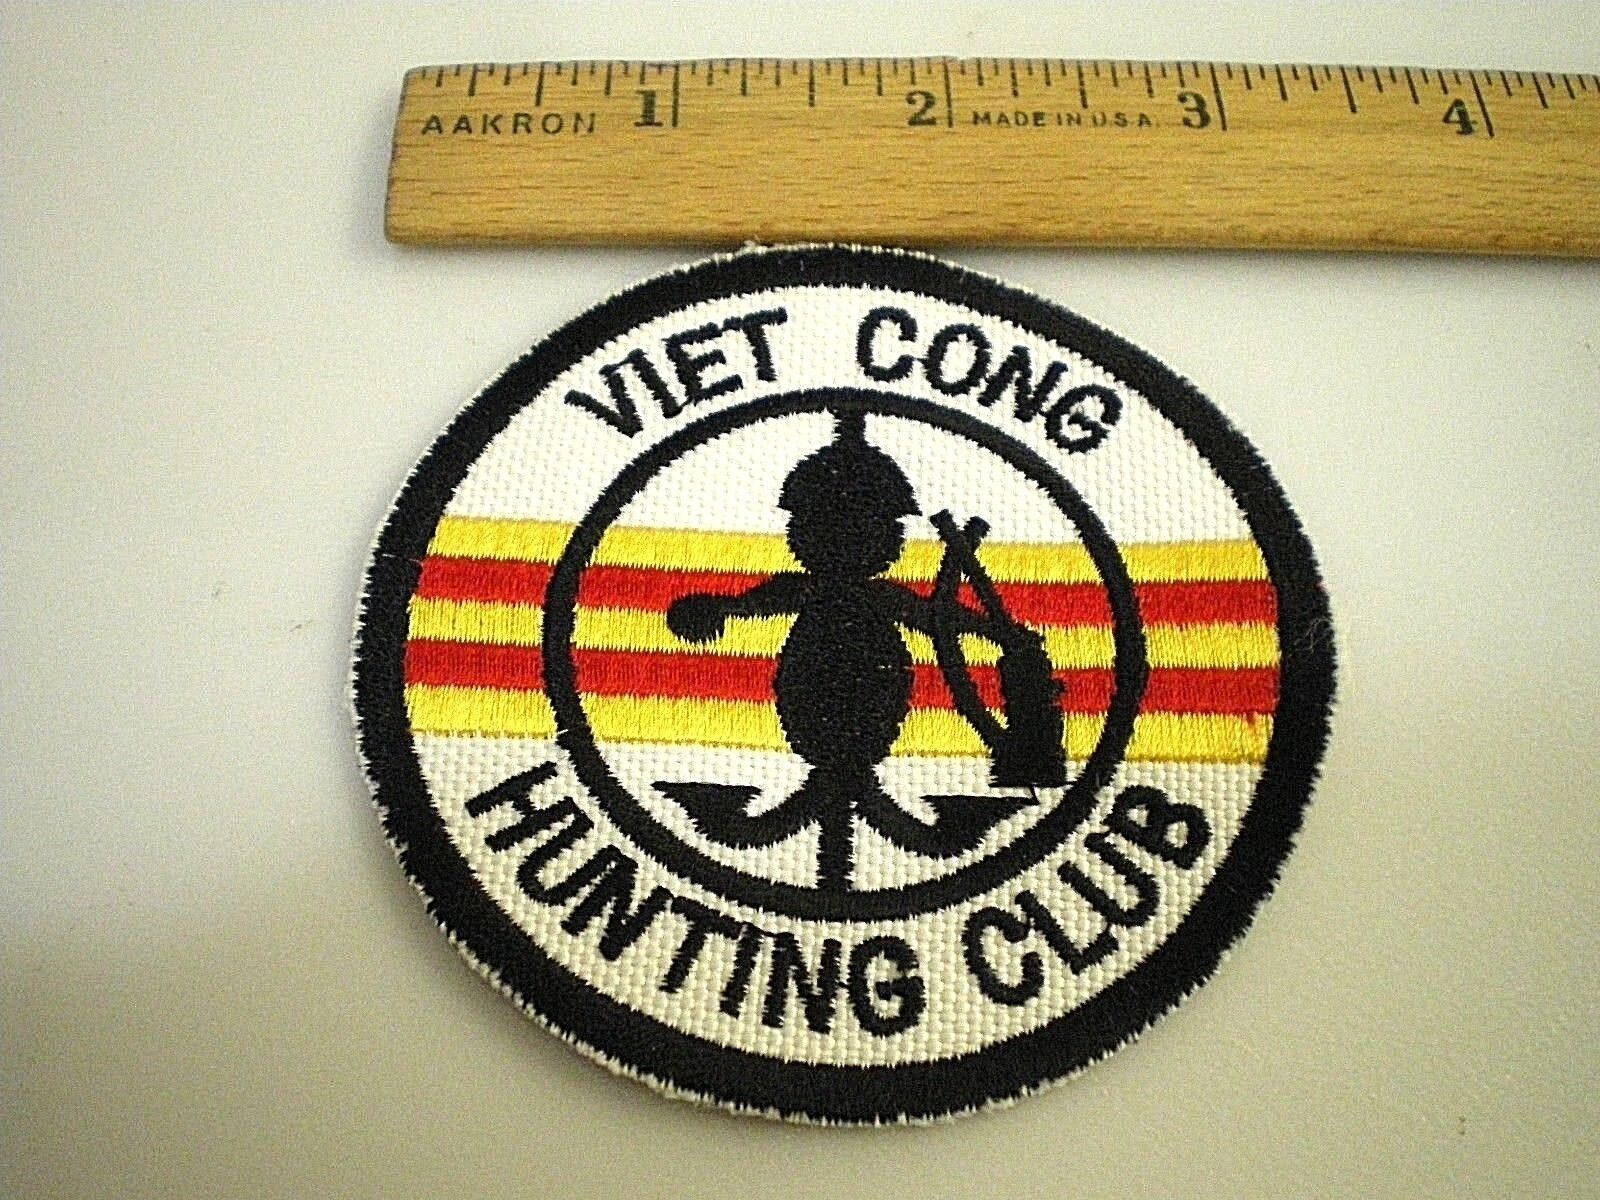 AAKRON 1 2 MADE IN U.S.A. 3 4
VIET CONG
HUNTING CLUB